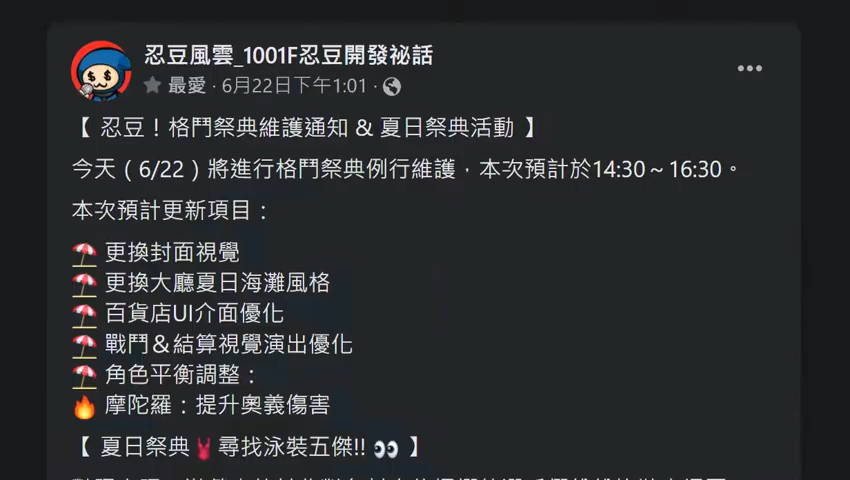 忍豆風雲_1001F忍豆開發祕話
最愛 · 6月22日下午1:01 ·
【 忍豆！格鬥祭典維護通知 & 夏日祭典活動 】
今天（6/22）將進行格鬥祭典例行維護，本次預計於14:30～16:30。
本次預計更新項目：
⛱️ 更換封面視覺
⛱️ 更換大廳夏日海灘風格
⛱️ 百貨店UI介面優化
⛱️ 戰鬥＆結算視覺演出優化
⛱️ 角色平衡調整：
🔥 摩陀羅：提升奧義傷害
【 夏日祭典🦞尋找泳裝五傑!! 👀 】